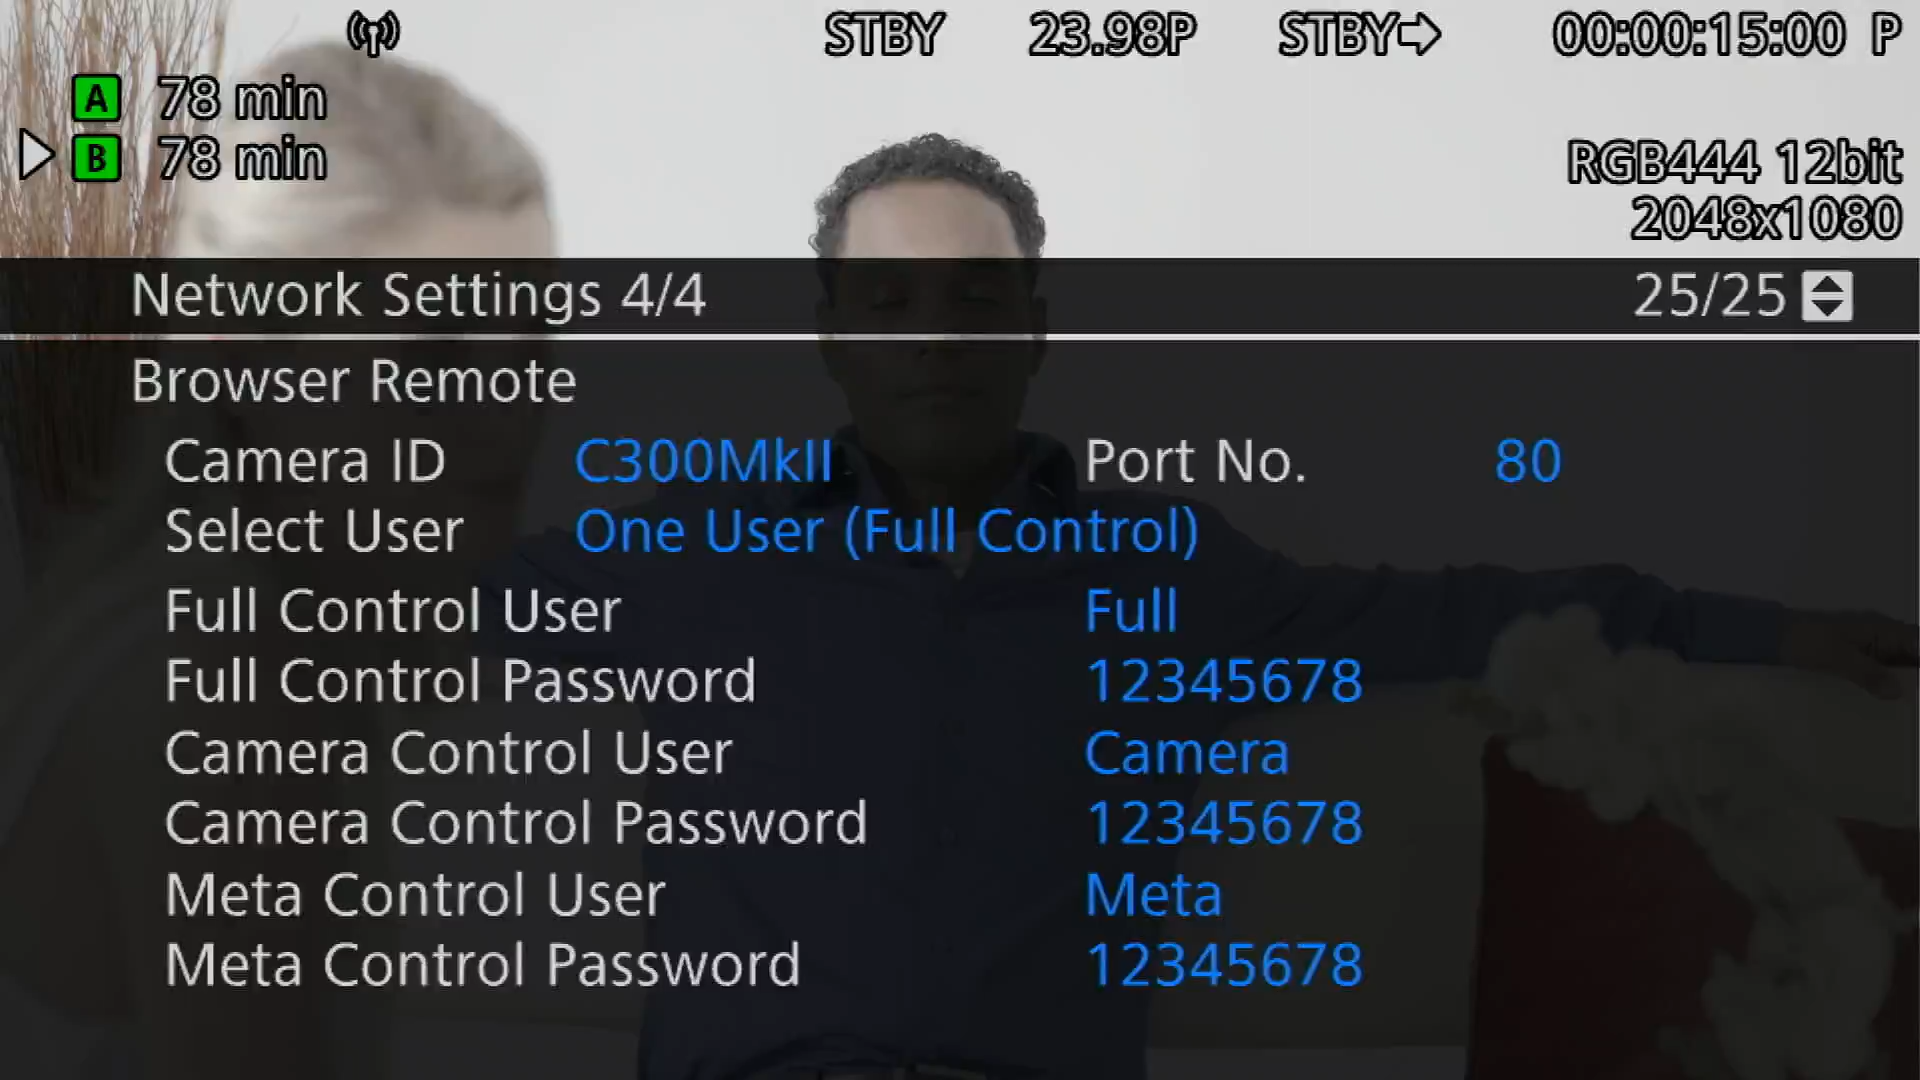 STBY 23.98P STBY 00:00:15:00 P
A 78 min
B 78 min
RGB444 12bit
2048x1080
Network Settings 4/4 25/25
Browser Remote
Camera ID C300MkII Port No. 80
Select User One User (Full Control)
Full Control User Full
Full Control Password 12345678
Camera Control User Camera
Camera Control Password 12345678
Meta Control User Meta
Meta Control Password 12345678